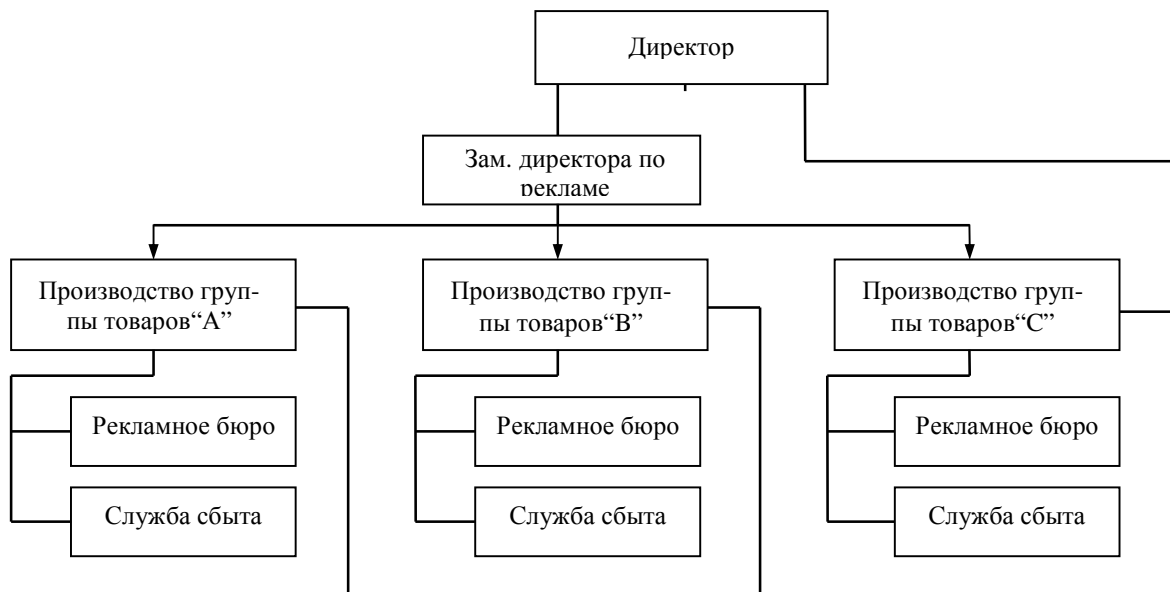 Директор
Зам. директора по
рекламе
Производство груп-
пы товаров“А”
Производство груп-
пы товаров“В”
Производство груп-
пы товаров“С”
Рекламное бюро
Рекламное бюро
Рекламное бюро
Служба сбыта
Служба сбыта
Служба сбыта